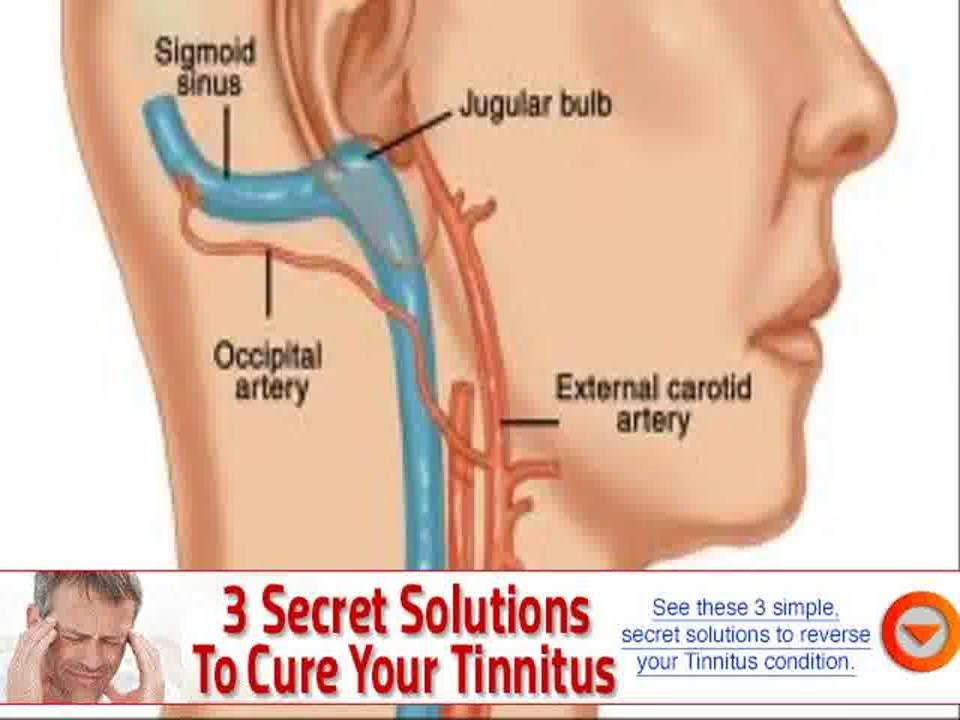 Sigmoid
sinus
Jugular bulb
Occipital
artery
External carotid
artery
3 Secret Solutions
To Cure Your Tinnitus
See these 3 simple,
secret solutions to reverse
your Tinnitus condition.